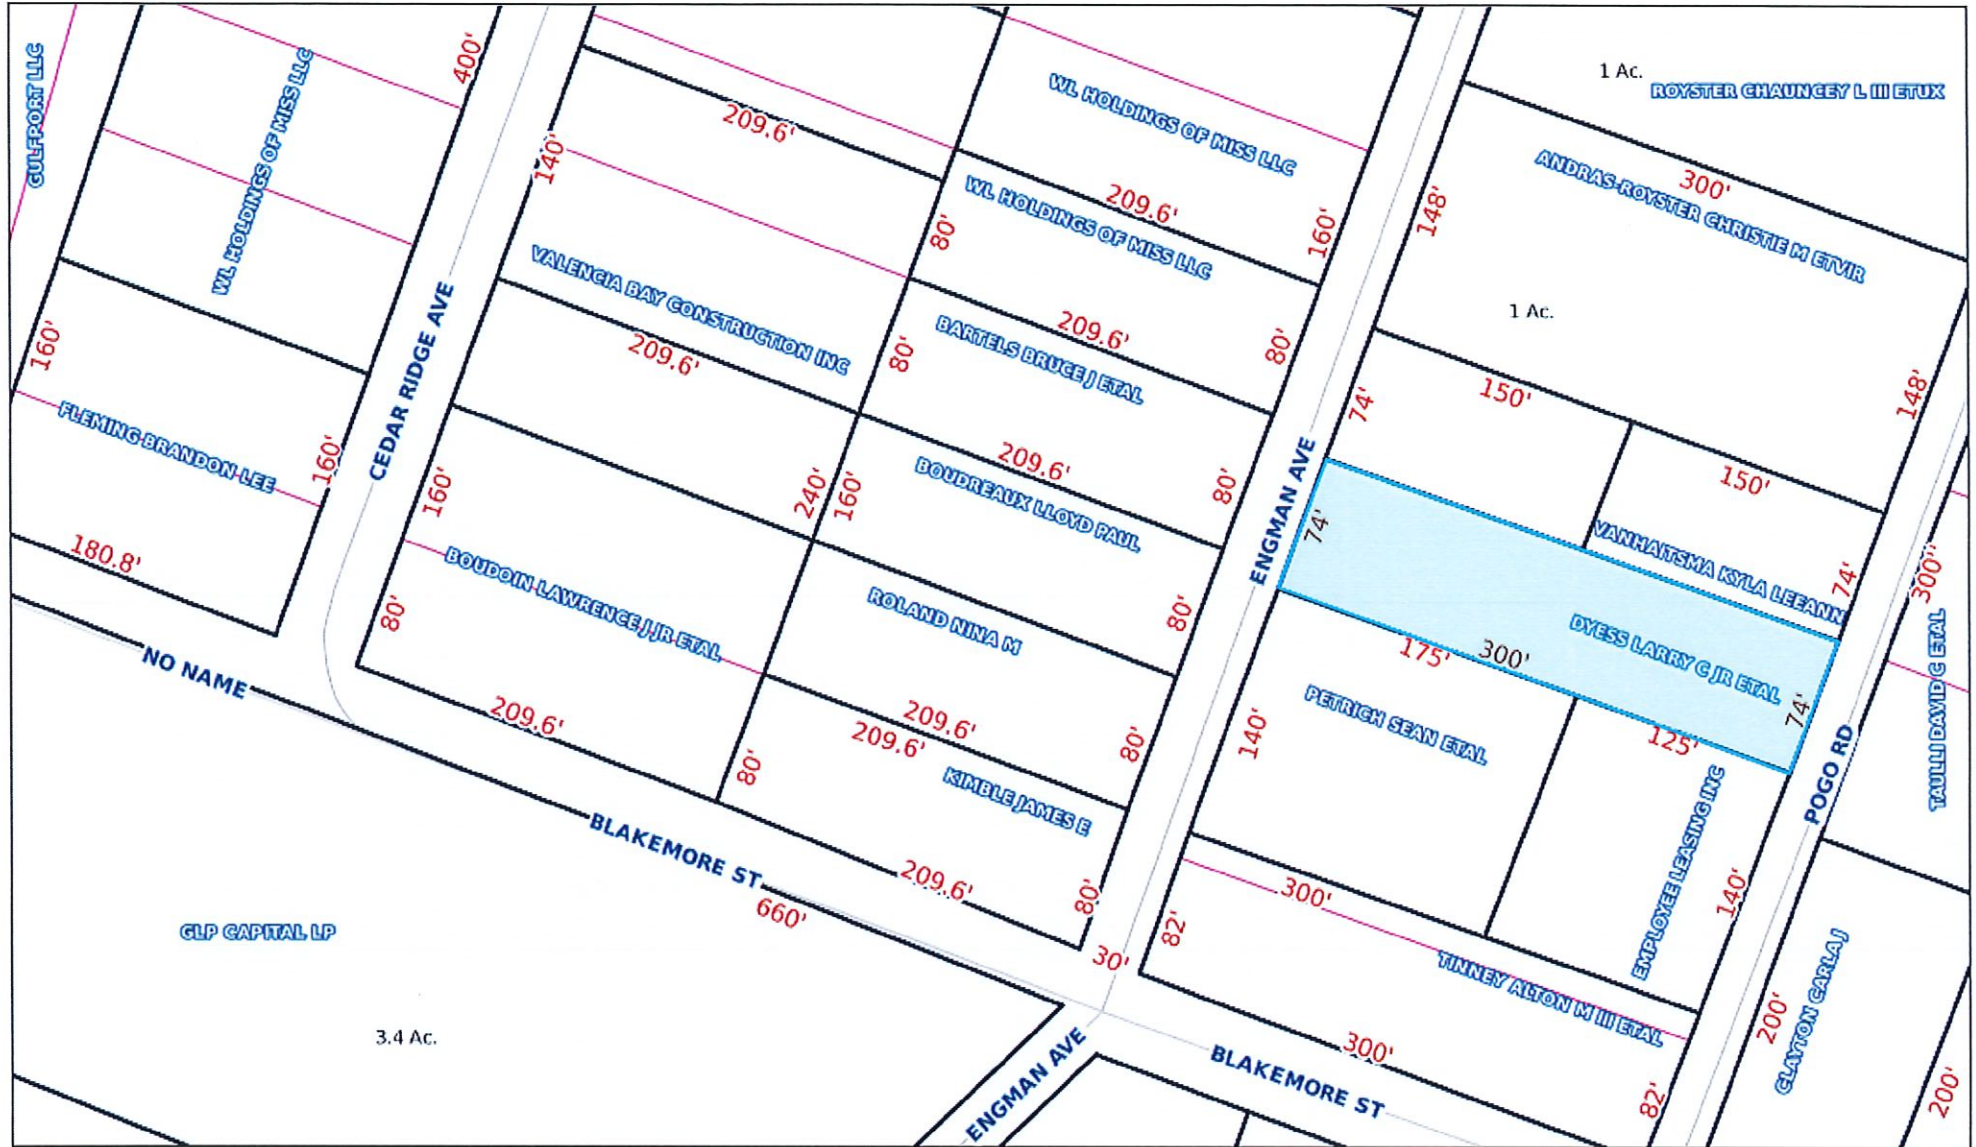 GULFPORT LLC
WL HOLDINGS OF MISS LLC
400'
160'
FLEMING BRANDON LEE
160'
180.8'
CEDAR RIDGE AVE
NO NAME
209.6'
140'
VALENCIA BAY CONSTRUCTION INC
209.6'
160'
240'
BOUDOIN LAWRENCE J JR ETAL
80'
209.6'
80'
WL HOLDINGS OF MISS LLC
209.6'
160'
WL HOLDINGS OF MISS LLC
80'
209.6'
80'
BARTELS BRUCE J ETAL
80'
209.6'
80'
160'
BOUDREAUX LLOYD PAUL
80'
ROLAND NINA M
209.6'
80'
209.6'
KIMBLE JAMES E
209.6'
80'
BLAKEMORE ST
660'
GLP CAPITAL LP
3.4 Ac.
30'
ENGMAN AVE
ENGMAN AVE
1 Ac.
ROYSTER CHAUNCEY L III ETUX
300'
ANDRAS-ROYSTER CHRISTIE M ETVIR
148'
1 Ac.
148'
150'
74'
150'
VANHAITSMA KYLA LEEANN
74'
74'
DYESS LARRY C JR ETAL
300'
74'
175'
125'
PETRICH SEAN ETAL
140'
EMPLOYEE LEASING INC
140'
300'
TINNEY ALTON M III ETAL
82'
300'
82'
BLAKEMORE ST
POGO RD
300''
TAULLI DAVID C ETAL
200'
CLAYTON CARLA J
200'